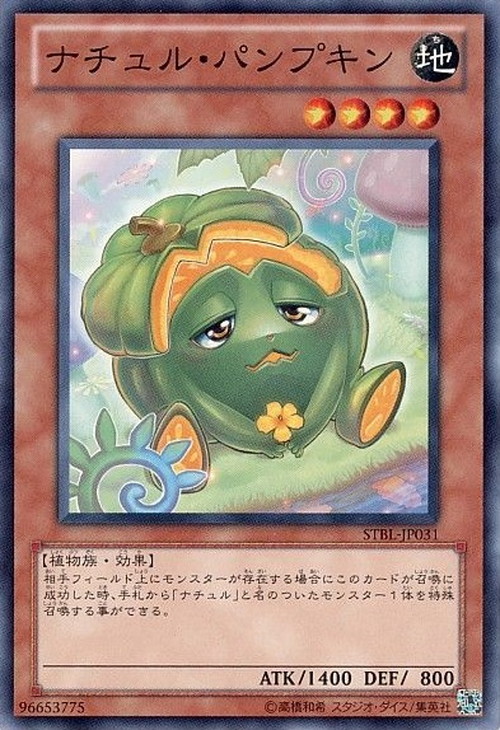 ナチュル・パンプキン
地
STBL-JP031
【植物族・効果】
相手フィールド上にモンスターが存在する場合にこのカードが召喚に
成功した時、手札から「ナチュル」と名のついたモンスター1体を特殊
召喚する事ができる。
ATK/1400 DEF/ 800
96653775 ©高橋和希 スタジオ・ダイス/集英社